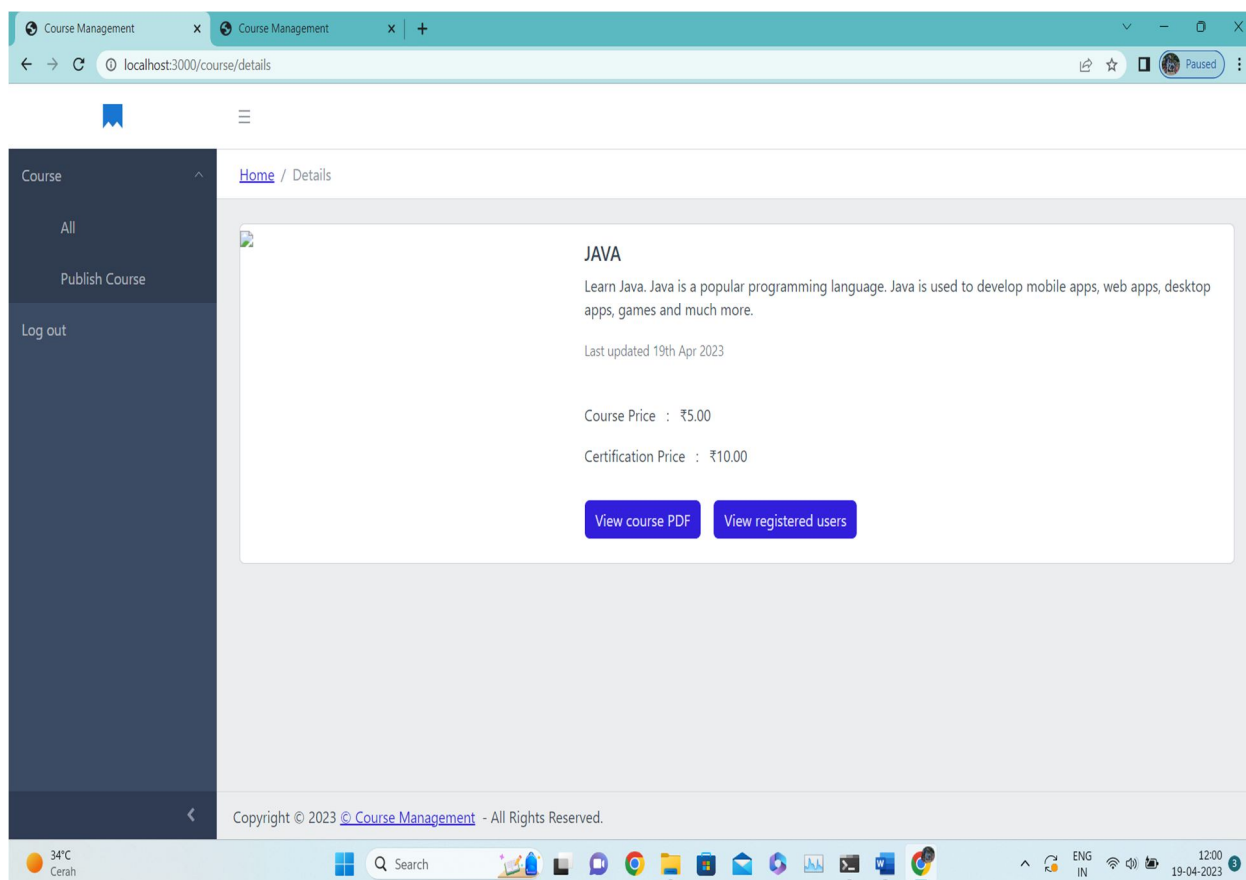 Course Management
Course Management
localhost:3000/course/details
Paused
Course
Home / Details
All
Publish Course
Log out
JAVA
Learn Java. Java is a popular programming language. Java is used to develop mobile apps, web apps, desktop
apps, games and much more.
Last updated 19th Apr 2023
Course Price : ₹5.00
Certification Price : ₹10.00
View course PDF
View registered users
Copyright © 2023 © Course Management - All Rights Reserved.
34°C
Cerah
Search
ENG
IN
12:00
19-04-2023
3